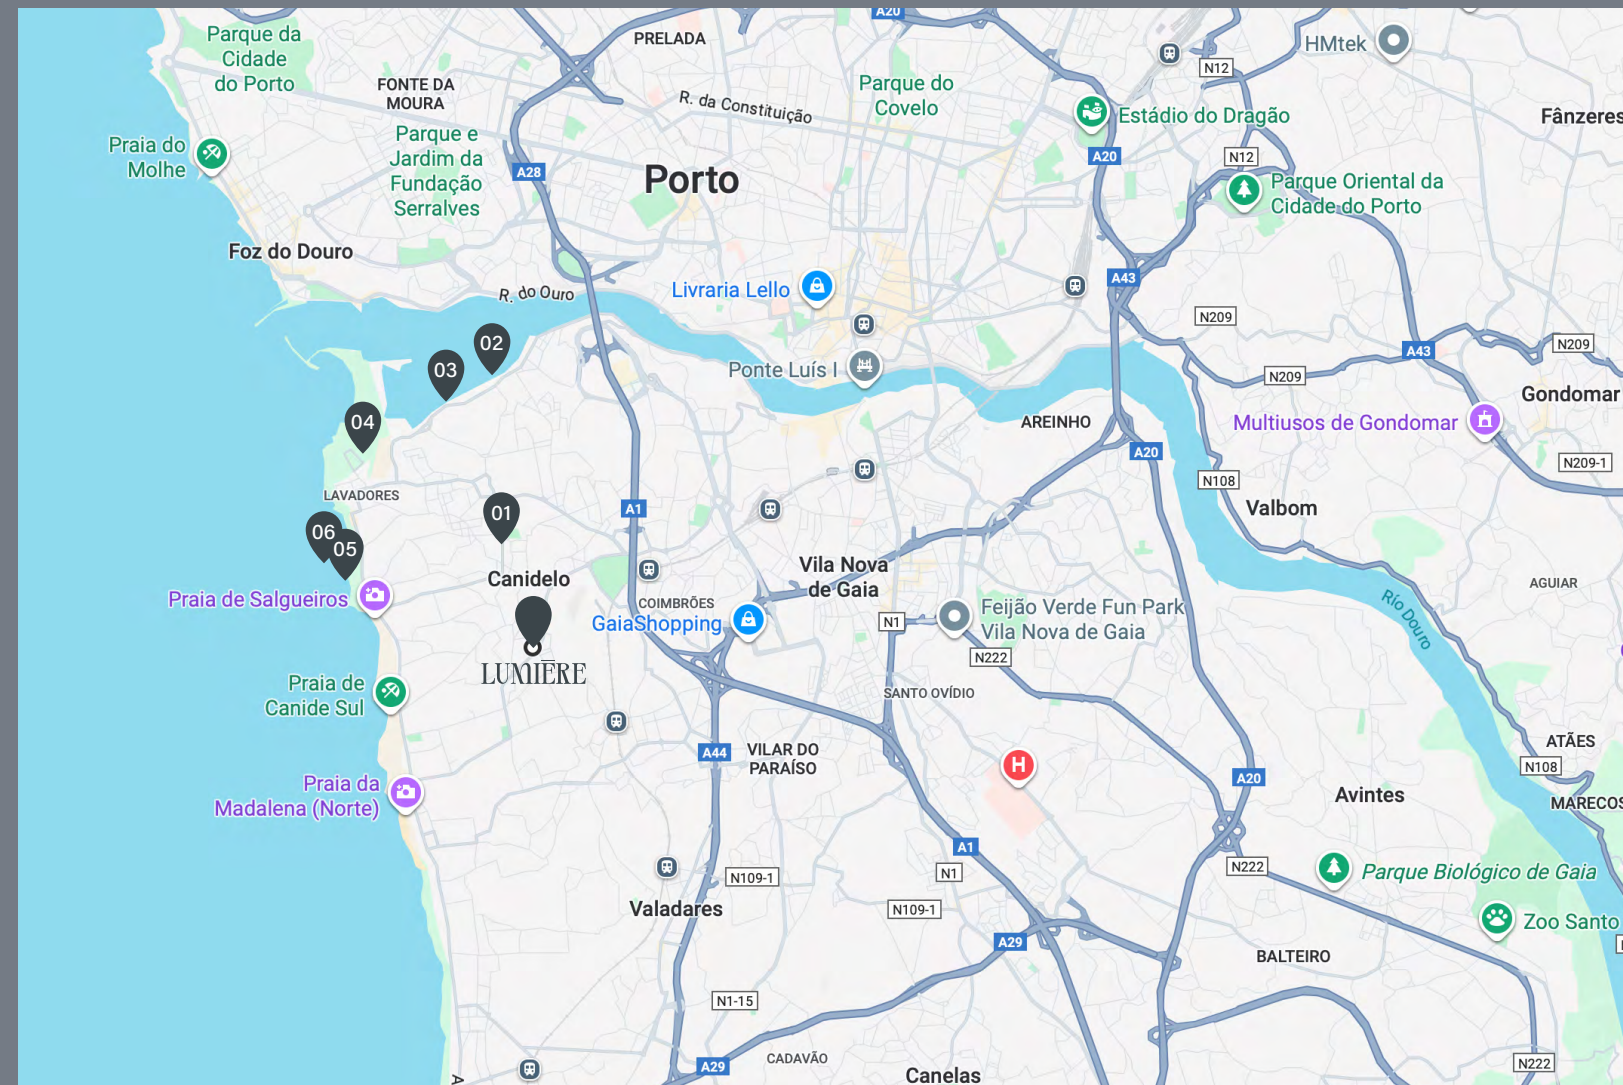 A20
Parque da
Cidade
do Porto
PRELADA
HMtek
N12
FONTE DA
MOURA
Parque do
Covelo
R. da Constituição
Estádio do Dragão
Fânzeres
Praia do
Molhe
Parque e
Jardim da
Fundação
Serralves
A28
Porto
A20
N12
Parque Oriental da
Cidade do Porto
Foz do Douro
R. do Ouro
Livraria Lello
A43
N209
02
03
Ponte Luís I
N209
A43
N209
Gondomar
04
AREINHO
Multiusos de Gondomar
A20
N209-1
LAVADORES
N108
01
A1
Valbom
06
05
Canidelo
Vila Nova
de Gaia
AGUIAR
Praia de Salgueiros
COIMBRÕES
GaiaShopping
N1
Feijão Verde Fun Park
Vila Nova de Gaia
Río Douro
N222
LUMIÈRE
Praia de
Canide Sul
SANTO OVÍDIO
A44
VILAR DO
PARAÍSO
H
ATÃES
N108
A20
Praia da
Madalena (Norte)
Avintes
MARECOS
A1
N109-1
N1
N222
Parque Biológico de Gaia
Valadares
N109-1
Zoo Santo
A29
BALTEIRO
N1-15
A29
CADAVÃO
Canelas
N222
A